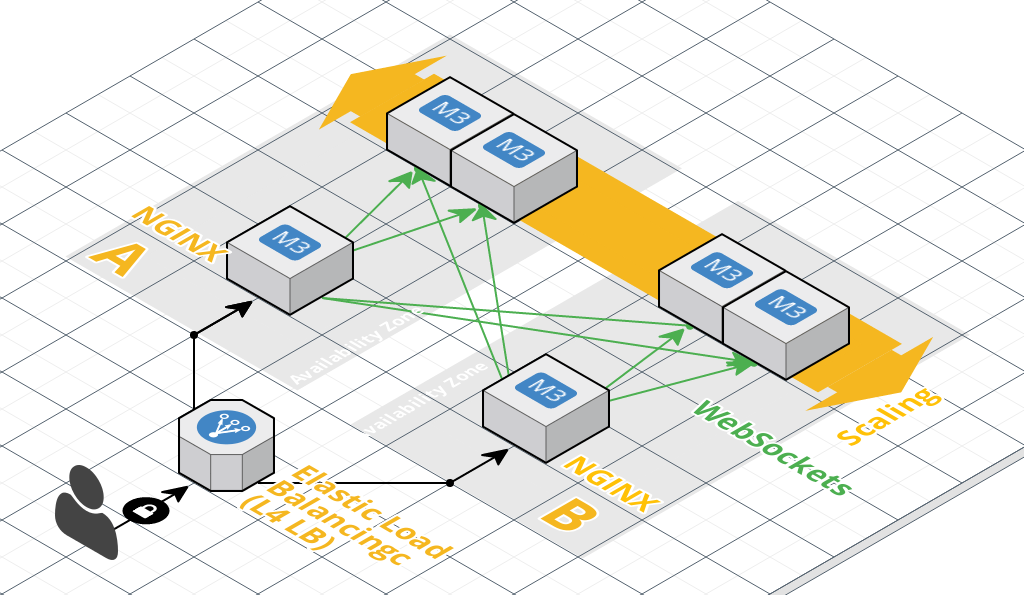 M3
M3
NGINX
A
M3
M3
M3
Availability Zone
Availability Zone
M3
Scaling
WebSockets
NGINX
B
Elastic Load
Balancingc
(L4 LB)